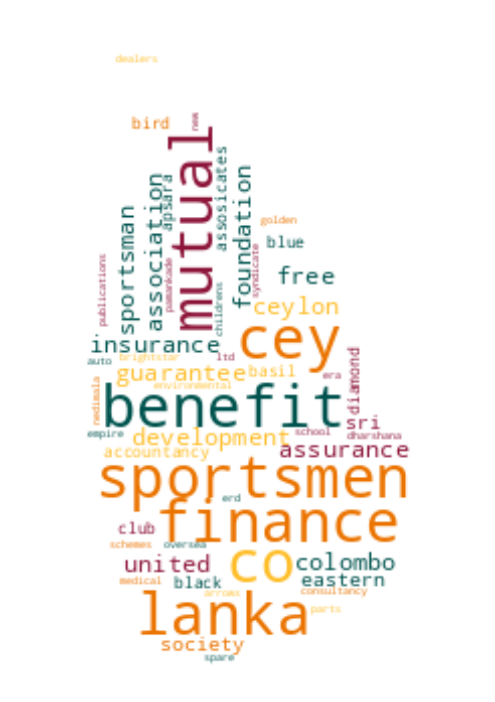 dealers
bird
new
mutual
sportsman
association
apsara
assosicates
foundation
golden
blue
syndicate
pamankade
publications
childrens
free
ceylon
insurance
cey
auto
brightstar
ltd
guarantee
basil
era
diamond
environmental
nedimala
benefit
sri
empire
development
school
dharshana
accountancy
assurance
sportsmen
erd
finance
club
schemes
oversea
united
co
colombo
medical
black
eastern
arrows
consultancy
lanka
parts
society
spare